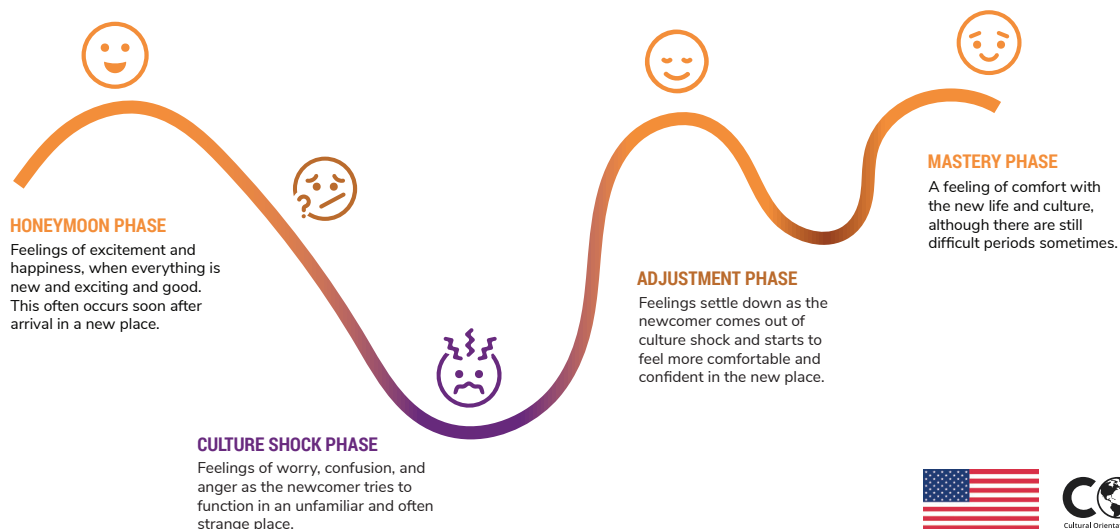 HONEYMOON PHASE
Feelings of excitement and
happiness, when everything is
new and exciting and good.
This often occurs soon after
arrival in a new place.
?
CULTURE SHOCK PHASE
Feelings of worry, confusion, and
anger as the newcomer tries to
function in an unfamiliar and often
strange place.
ADJUSTMENT PHASE
Feelings settle down as the
newcomer comes out of
culture shock and starts to
feel more comfortable and
confident in the new place.
MASTERY PHASE
A feeling of comfort with
the new life and culture,
although there are still
difficult periods sometimes.
CO
Cultural Orienta